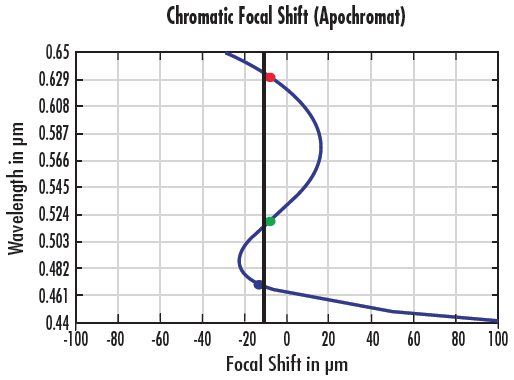 Chromatic Focal Shift (Apochromat)
0.65
0.629
0.608
0.587
0.566
0.545
0.524
0.503
0.482
0.461
0.44
Wavelength in µm
-100 -80 -60 -40 -20 0 20 40 60 80 100
Focal Shift in µm